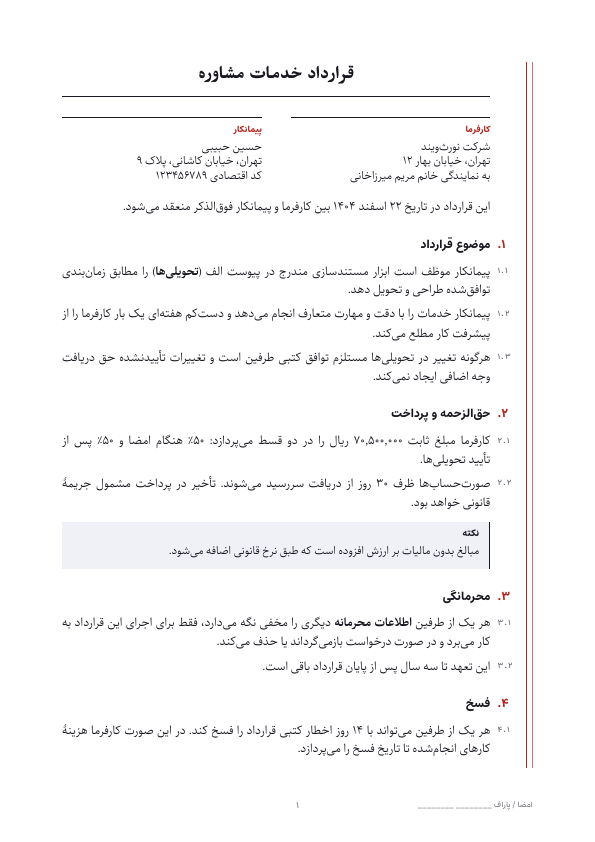 قرارداد خدمات مشاوره
کارفرما
شرکت نورث‌ویند
تهران، خیابان بهار ۱۲
به نمایندگی خانم مریم میرزاخانی
پیمانکار
حسین حبیبی
تهران، خیابان کاشانی، پلاک ۹
کد اقتصادی ۱۲۳۴۵۶۷۸۹
این قرارداد در تاریخ ۲۲ اسفند ۱۴۰۴ بین کارفرما و پیمانکار فوق‌الذکر منعقد می‌شود.
۱. موضوع قرارداد
۱.۱ پیمانکار موظف است ابزار مستندسازی مندرج در پیوست الف (تحویلی‌ها) را مطابق زمان‌بندی
توافق‌شده طراحی و تحویل دهد.
۱.۲ پیمانکار خدمات را با دقت و مهارت متعارف انجام می‌دهد و دست‌کم هفته‌ای یک بار کارفرما را از
پیشرفت کار مطلع می‌کند.
۱.۳ هرگونه تغییر در تحویلی‌ها مستلزم توافق کتبی طرفین است و تغییرات تأییدنشده حق دریافت
وجه اضافی ایجاد نمی‌کند.
۲. حق‌الزحمه و پرداخت
۲.۱ کارفرما مبلغ ثابت ۷۰,۵۰۰,۰۰۰ ریال را در دو قسط می‌پردازد: ۵۰٪ هنگام امضا و ۵۰٪ پس از
تأیید تحویلی‌ها.
۲.۲ صورت‌حساب‌ها ظرف ۳۰ روز از دریافت سررسید می‌شوند. تأخیر در پرداخت مشمول جریمهٔ
قانونی خواهد بود.
نکته
مبالغ بدون مالیات بر ارزش افزوده است که طبق نرخ قانونی اضافه می‌شود.
۳. محرمانگی
۳.۱ هر یک از طرفین اطلاعات محرمانه دیگری را مخفی نگه می‌دارد، فقط برای اجرای این قرارداد به
کار می‌برد و در صورت درخواست بازمی‌گرداند یا حذف می‌کند.
۳.۲ این تعهد تا سه سال پس از پایان قرارداد باقی است.
۴. فسخ
۴.۱ هر یک از طرفین می‌تواند با ۱۴ روز اخطار کتبی قرارداد را فسخ کند. در این صورت کارفرما هزینهٔ
کارهای انجام‌شده تا تاریخ فسخ را می‌پردازد.
امضا / پاراف ________ ________
۱